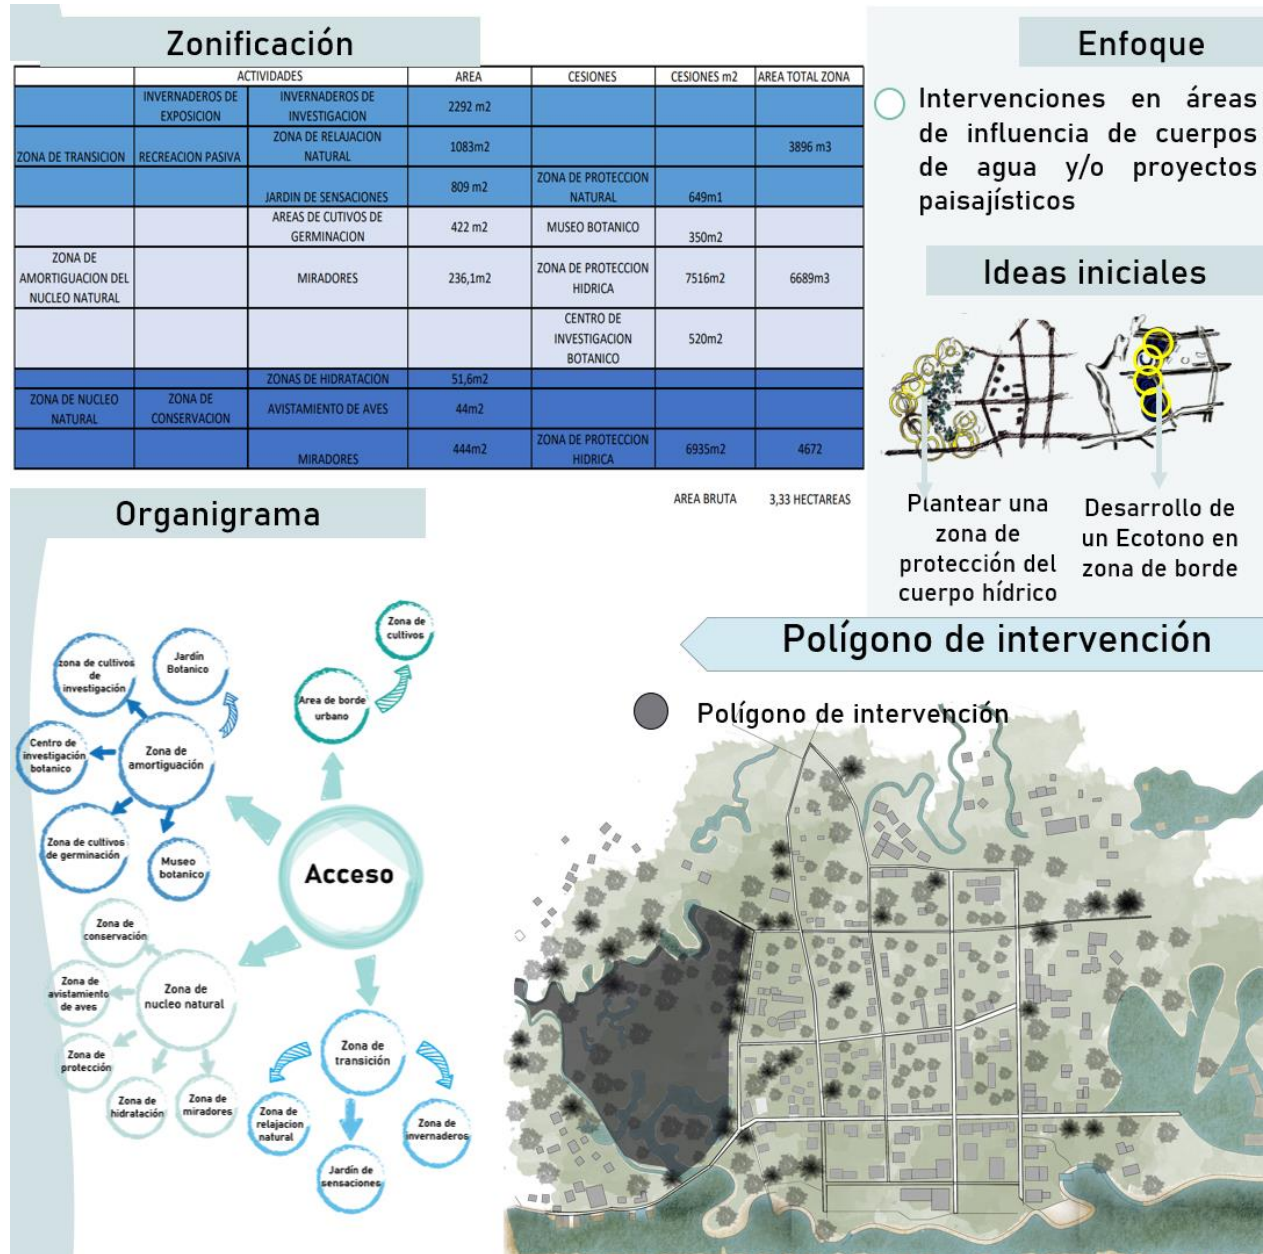 Zonificación
ACTIVIDADES AREA CESIONES CESIONES m2 AREA TOTAL ZONA
INVERNADEROS DE
EXPOSICION
INVERNADEROS DE
INVESTIGACION
2292 m2
ZONA DE TRANSICION
RECREACION PASIVA
ZONA DE RELAJACION
NATURAL
1083m2
3896 m3
JARDIN DE SENSACIONES
809 m2
ZONA DE PROTECCION
NATURAL
649m1
AREAS DE CUTIVOS DE
GERMINACION
422 m2
MUSEO BOTANICO
350m2
ZONA DE
AMORTIGUACION DEL
NUCLEO NATURAL
MIRADORES
236,1m2
ZONA DE PROTECCION
HIDRICA
7516m2
6689m3
CENTRO DE
INVESTIGACION
BOTANICO
520m2
ZONAS DE HIDRATACION
51,6m2
ZONA DE NUCLEO
NATURAL
ZONA DE
CONSERVACION
AVISTAMIENTO DE AVES
44m2
MIRADORES
444m2
ZONA DE PROTECCION
HIDRICA
6935m2
4672
AREA BRUTA 3,33 HECTAREAS
Enfoque
Intervenciones en áreas
de influencia de cuerpos
de agua y/o proyectos
paisajísticos
Ideas iniciales
Plantear una
zona de
protección del
cuerpo hídrico
Desarrollo de
un Ecotono en
zona de borde
Organigrama
Zona de
cultivos
Area de borde
urbano
zona de cultivos
de
investigación
Jardín
Botanico
Centro de
investigación
botanico
Zona de
amortiguación
Zona de cultivos
de germinación
Museo
botanico
Acceso
Zona de
conservación
Zona de
avistamiento
de aves
Zona de
nucleo natural
Zona de
protección
Zona de
hidratación
Zona de
miradores
Zona de
transición
Zona de
relajacion
natural
Jardín de
sensaciones
Zona de
invernaderos
Polígono de intervención
Polígono de intervención